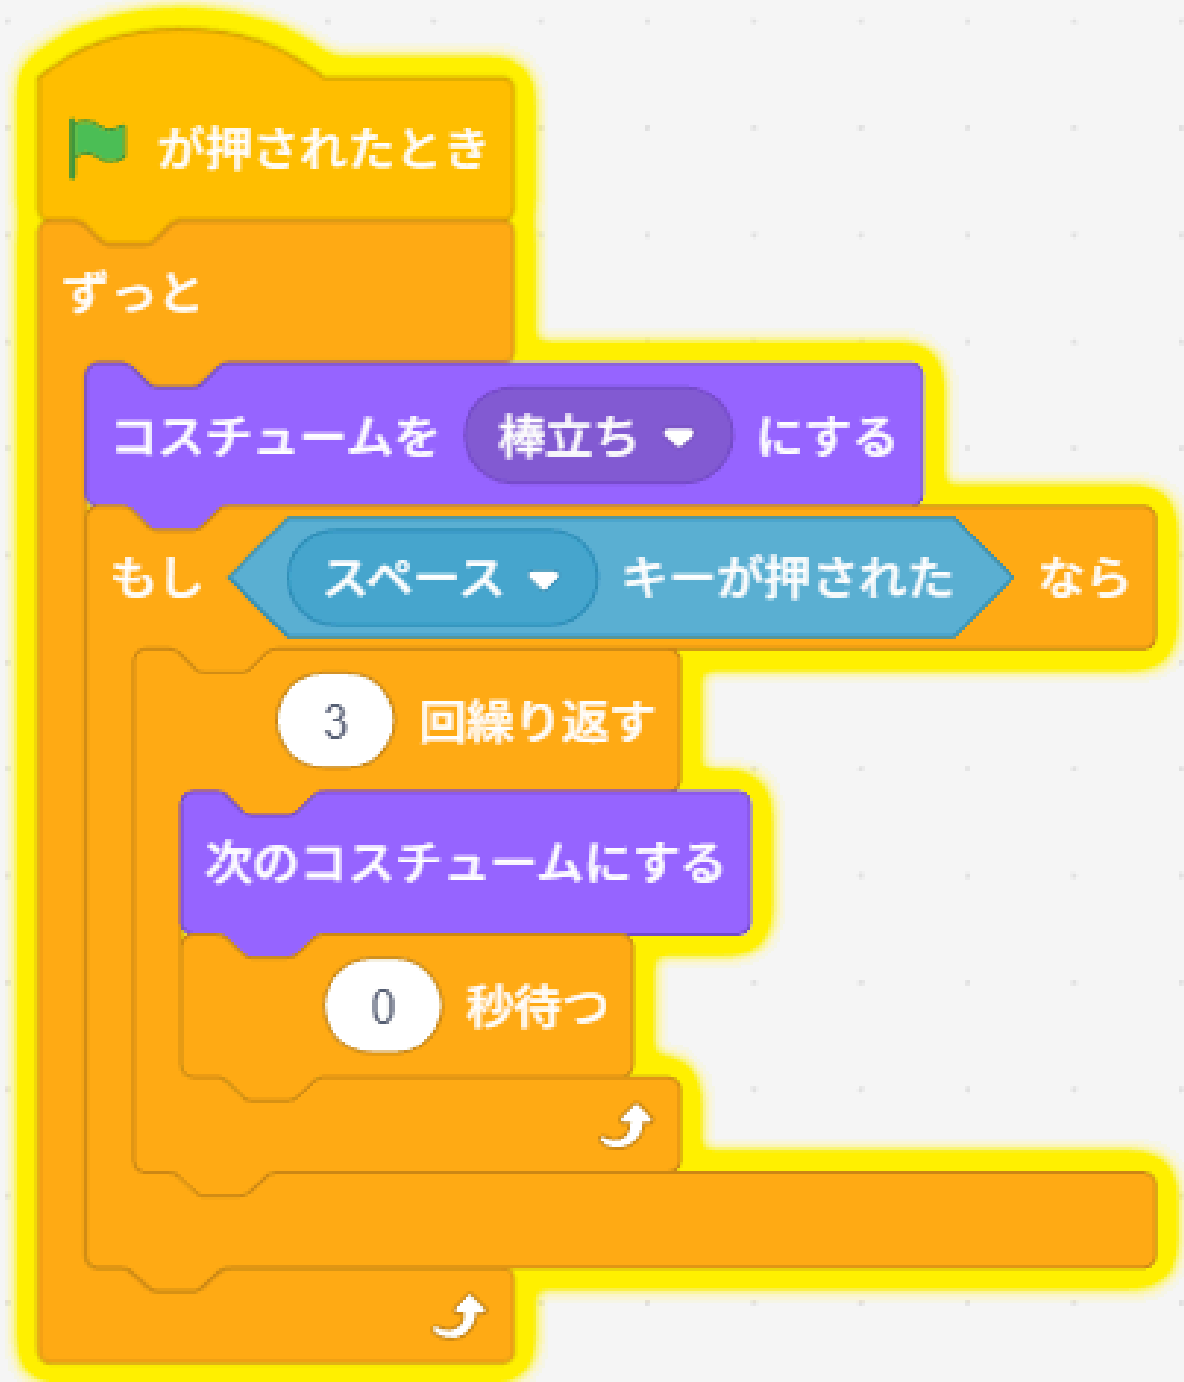 が押されたとき
ずっと
コスチュームを 棒立ち にする
もし スペース キーが押された なら
3 回繰り返す
次のコスチュームにする
0 秒待つ